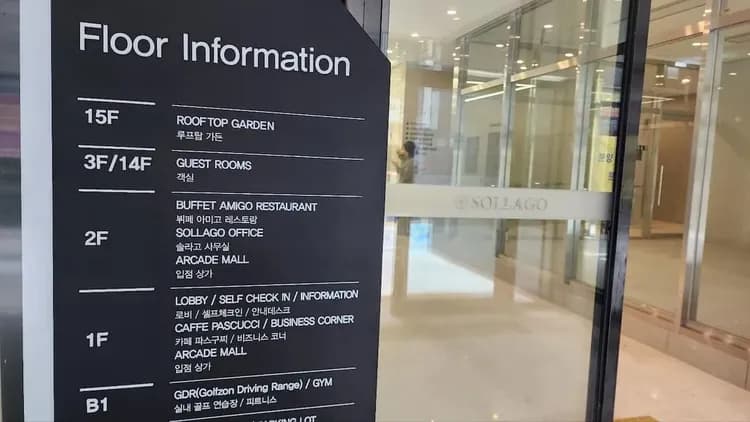 Floor Information
15F
ROOFTOP GARDEN
루프탑 가든
3F/14F
GUEST ROOMS
객실
2F
BUFFET AMIGO RESTAURANT
뷔페 아미고 레스토랑
SOLLAGO OFFICE
솔라고 사무실
ARCADE MALL
입점 상가
1F
LOBBY / SELF CHECK IN / INFORMATION
로비 / 셀프체크인 / 안내데스크
CAFFE PASCUCCI / BUSINESS CORNER
카페 파스구찌 / 비즈니스 코너
ARCADE MALL
입점 상가
B1
GDR(Golfzon Driving Range) / GYM
실내 골프 연습장 / 피트니스
LOT
SOLLAGO
분양